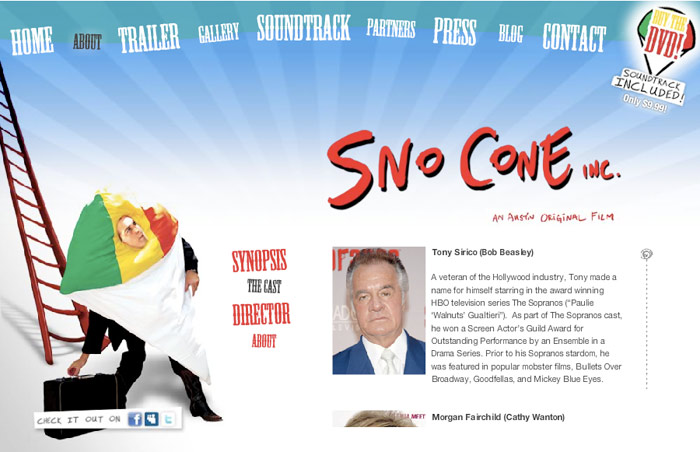 HOME ABOUT TRAILER GALLERY SOUNDTRACK PARTNERS PRESS BLOG CONTACT
BUY THE
DVD!
SOUNDTRACK
INCLUDED!
Only $9.99!
SNO CONE INC.
AN AUSTIN ORIGINAL FILM
SYNOPSIS
THE CAST
DIRECTOR
ABOUT
Tony Sirico (Bob Beasley)
A veteran of the Hollywood industry, Tony made a
name for himself starring in the award winning
HBO television series The Sopranos (“Paulie
‘Walnuts’ Gualtieri”). As part of The Sopranos cast,
he won a Screen Actor’s Guild Award for
Outstanding Performance by an Ensemble in a
Drama Series. Prior to his Sopranos stardom, he
was featured in popular mobster films, Bullets Over
Broadway, Goodfellas, and Mickey Blue Eyes.
Morgan Fairchild (Cathy Wanton)
CHECK IT OUT ON